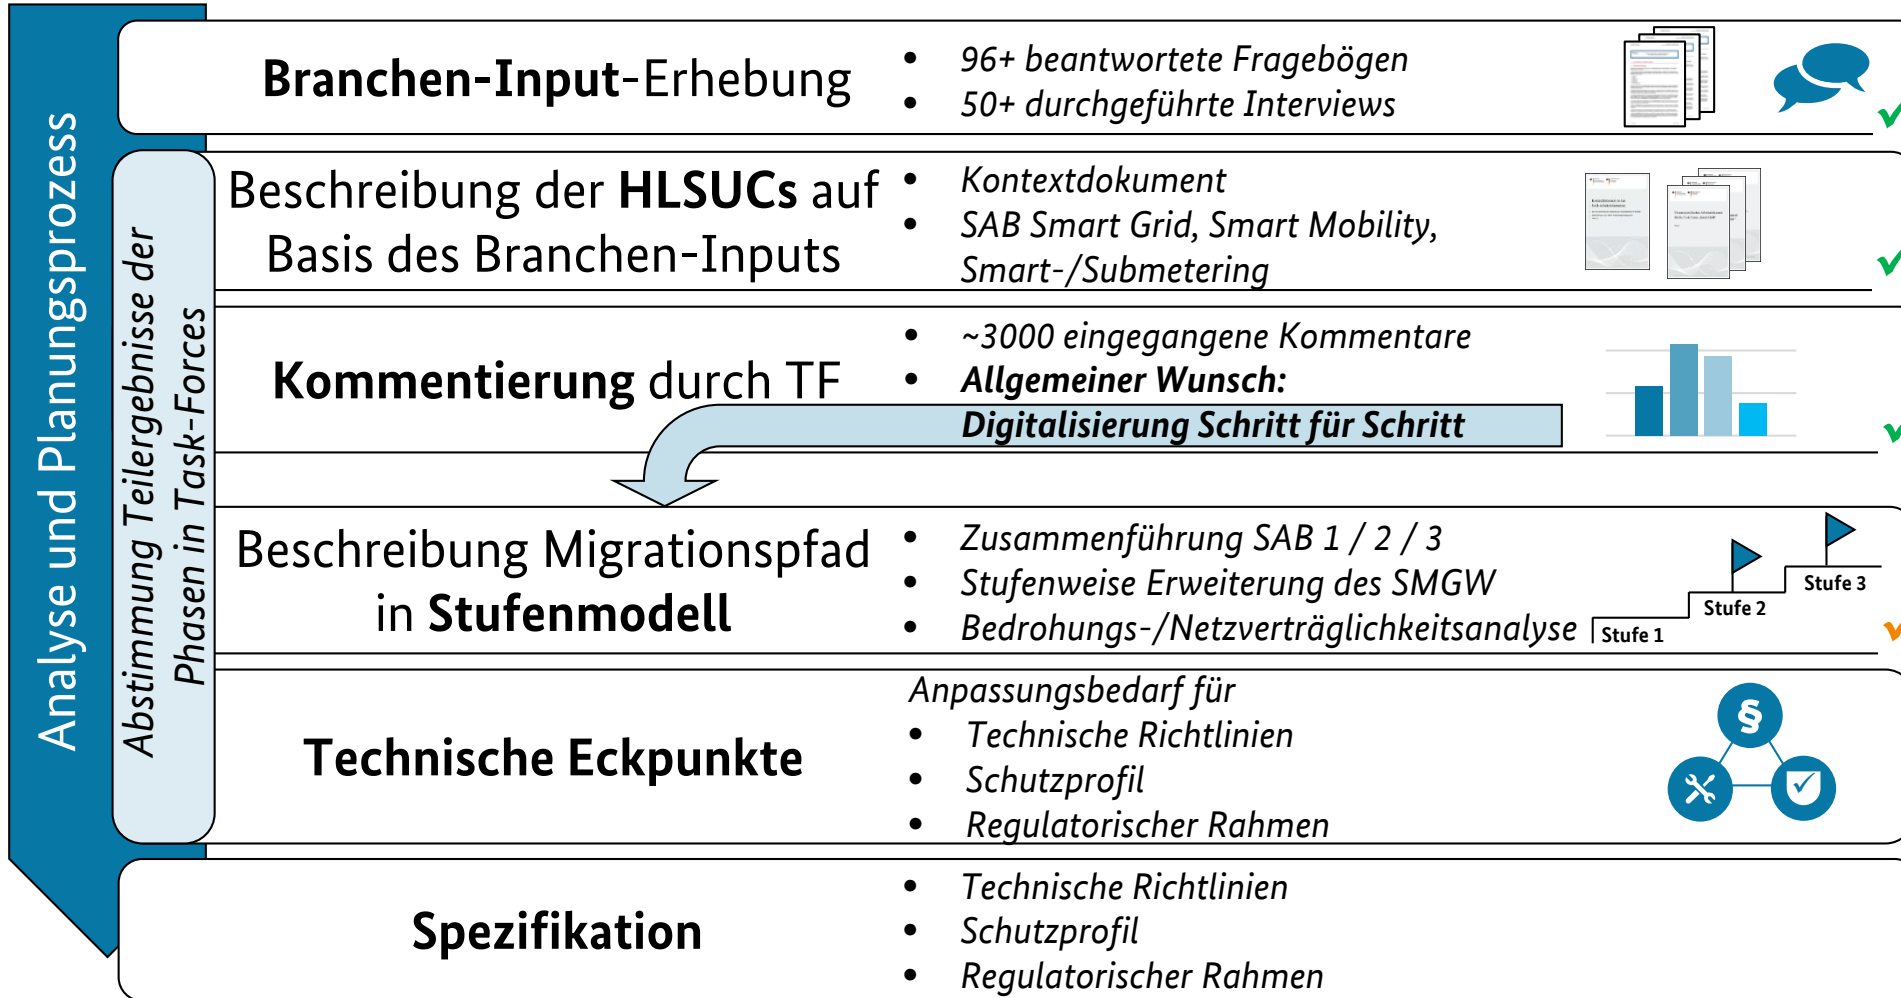 Analyse und Planungsprozess
Abstimmung Teilergebnisse der
Phasen in Task-Forces
Branchen-Input-Erhebung
• 96+ beantwortete Fragebögen
• 50+ durchgeführte Interviews
Beschreibung der HLSUCs auf
Basis des Branchen-Inputs
• Kontextdokument
• SAB Smart Grid, Smart Mobility,
Smart-/Submetering
Kommentierung durch TF
• ~3000 eingegangene Kommentare
• Allgemeiner Wunsch:
Digitalisierung Schritt für Schritt
Beschreibung Migrationspfad
in Stufenmodell
• Zusammenführung SAB 1 / 2 / 3
• Stufenweise Erweiterung des SMGW
• Bedrohungs-/Netzverträglichkeitsanalyse
Stufe 1
Stufe 2
Stufe 3
Technische Eckpunkte
Anpassungsbedarf für
• Technische Richtlinien
• Schutzprofil
• Regulatorischer Rahmen
§
Spezifikation
• Technische Richtlinien
• Schutzprofil
• Regulatorischer Rahmen